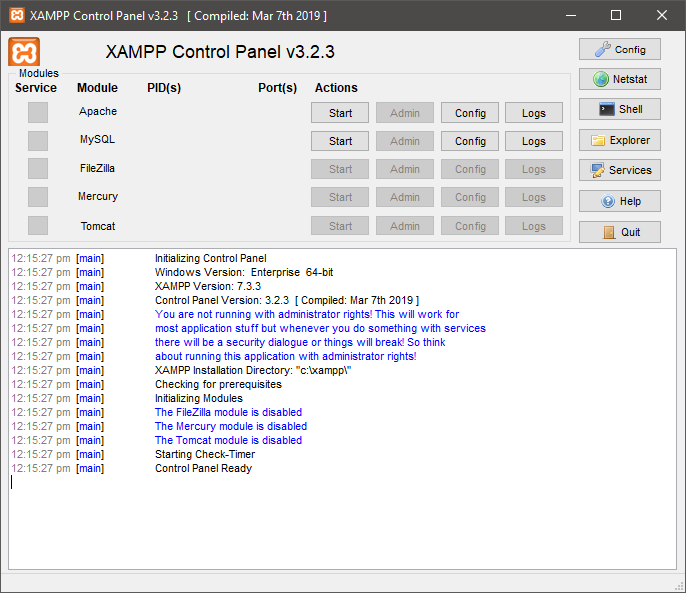 XAMPP Control Panel v3.2.3 [ Compiled: Mar 7th 2019 ]
XAMPP Control Panel v3.2.3
Config
Modules
Service Module PID(s) Port(s) Actions
Netstat
Apache Start Admin Config Logs
Shell
MySQL Start Admin Config Logs
Explorer
FileZilla Start Admin Config Logs
Services
Mercury Start Admin Config Logs
Help
Tomcat Start Admin Config Logs
Quit
12:15:27 pm [main] Initializing Control Panel
12:15:27 pm [main] Windows Version: Enterprise 64-bit
12:15:27 pm [main] XAMPP Version: 7.3.3
12:15:27 pm [main] Control Panel Version: 3.2.3 [ Compiled: Mar 7th 2019 ]
12:15:27 pm [main] You are not running with administrator rights! This will work for
12:15:27 pm [main] most application stuff but whenever you do something with services
12:15:27 pm [main] there will be a security dialogue or things will break! So think
12:15:27 pm [main] about running this application with administrator rights!
12:15:27 pm [main] XAMPP Installation Directory: "c:\xampp\"
12:15:27 pm [main] Checking for prerequisites
12:15:27 pm [main] Initializing Modules
12:15:27 pm [main] The FileZilla module is disabled
12:15:27 pm [main] The Mercury module is disabled
12:15:27 pm [main] The Tomcat module is disabled
12:15:27 pm [main] Starting Check-Timer
12:15:27 pm [main] Control Panel Ready